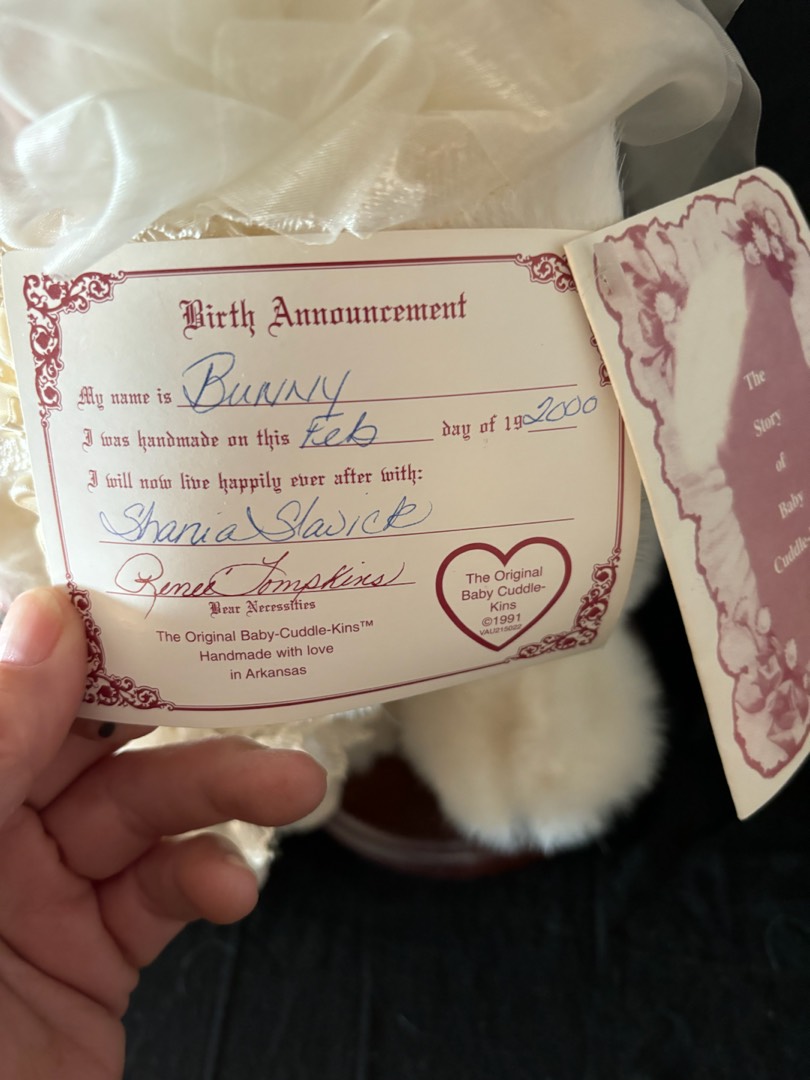 Birth Announcement
My name is BUNNY
I was handmade on this Feb day of 192000
I will now live happily ever after with:
Shania Slavick
Renee Tompkins
Bear Necessities
The Original Baby-Cuddle-Kins™
Handmade with love
in Arkansas
The Original
Baby Cuddle-
Kins
©1991
VAU215022
The
Story
of
Baby
Cuddle-